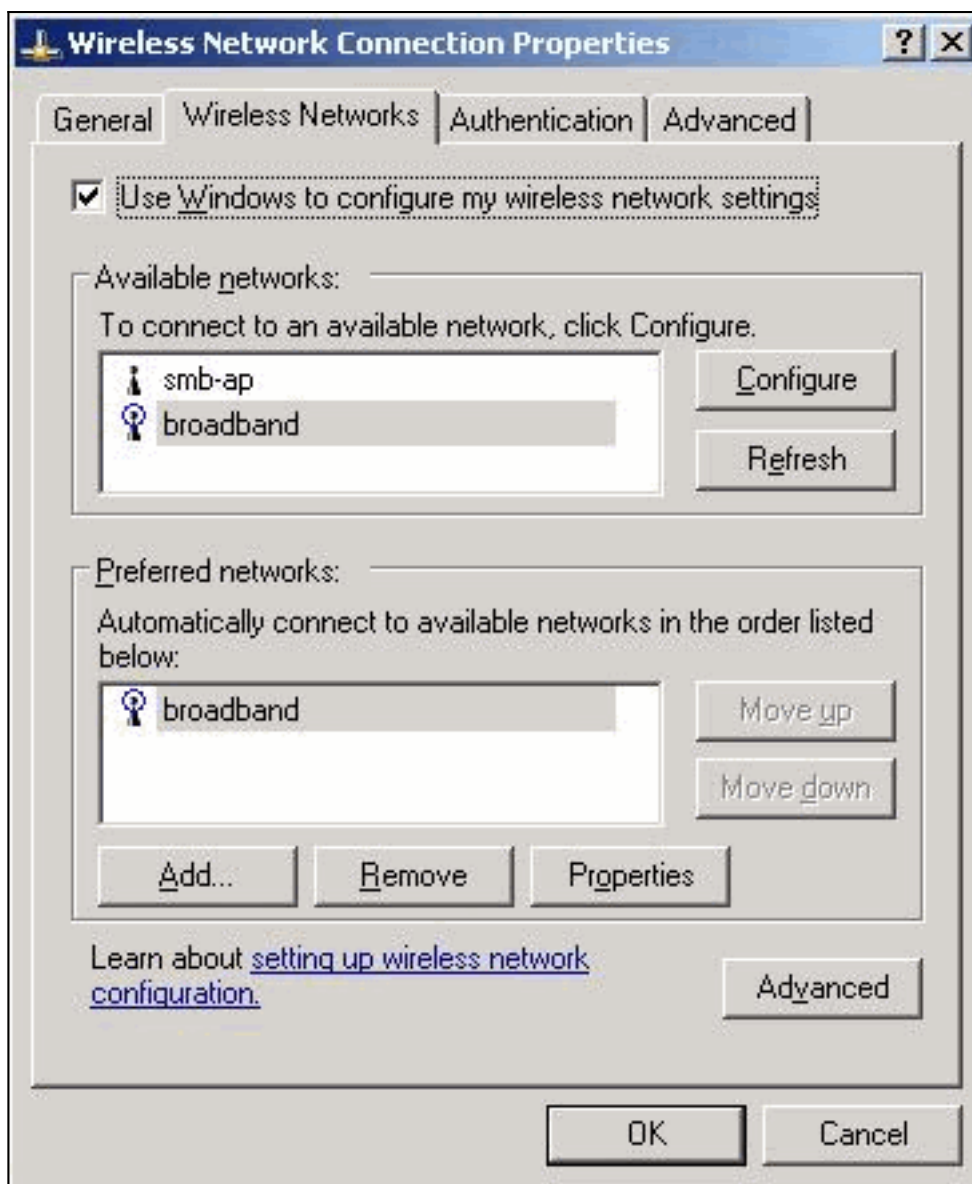 Wireless Network Connection Properties
General
Wireless Networks
Authentication
Advanced
Use Windows to configure my wireless network settings
Available networks:
To connect to an available network, click Configure.
smb-ap
broadband
Configure
Refresh
Preferred networks:
Automatically connect to available networks in the order listed
below:
broadband
Move up
Move down
Add...
Remove
Properties
Learn about setting up wireless network
configuration.
Advanced
OK
Cancel